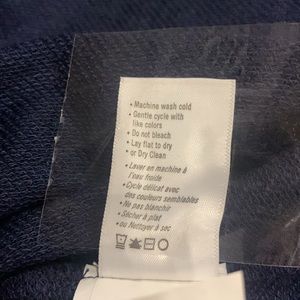 • Machine wash cold
• Gentle cycle with
like colors
• Do not bleach
• Lay flat to dry
• or Dry Clean
• Laver en machine à
l'eau froide
• Cycle délicat avec
des couleurs semblables
• Ne pas blanchir
• Sécher à plat
• ou Nettoyer à sec